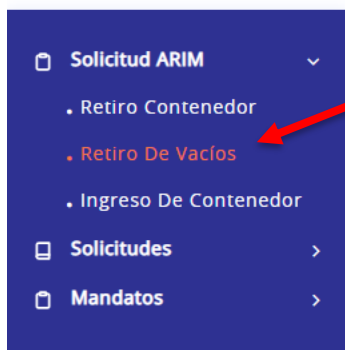 Solicitud ARIM
Retiro Contenedor
Retiro De Vacíos
Ingreso De Contenedor
Solicitudes
Mandatos